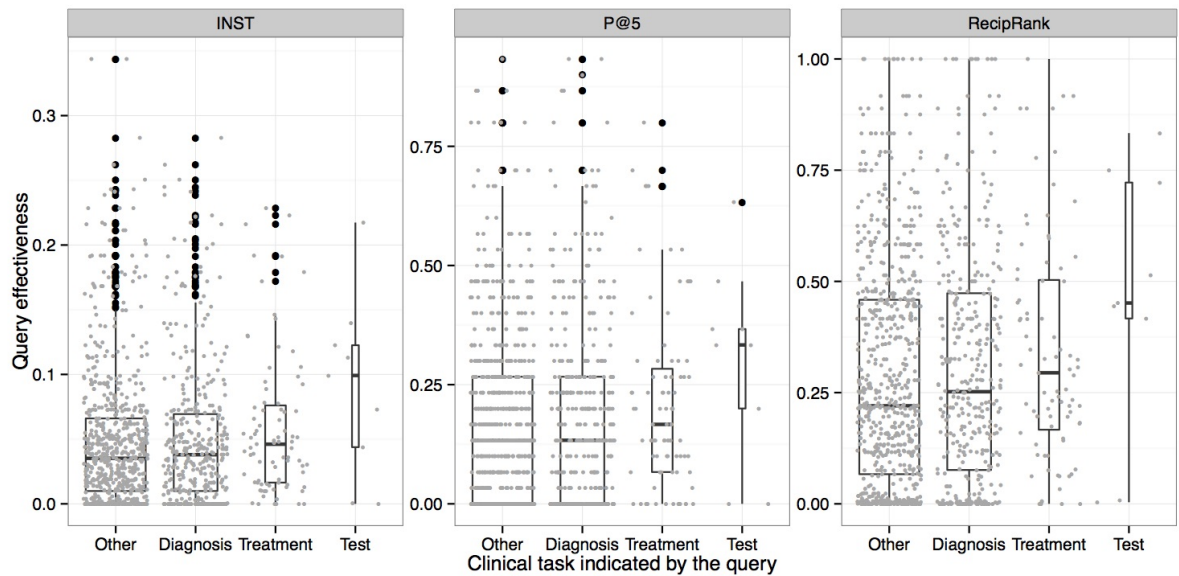 INST
P@5
RecipRank
Query effectiveness
0.3
0.2
0.1
0.0
0.75
0.50
0.25
0.00
1.00
0.75
0.50
0.25
0.00
Other Diagnosis Treatment Test
Other Diagnosis Treatment Test
Other Diagnosis Treatment Test
Clinical task indicated by the query